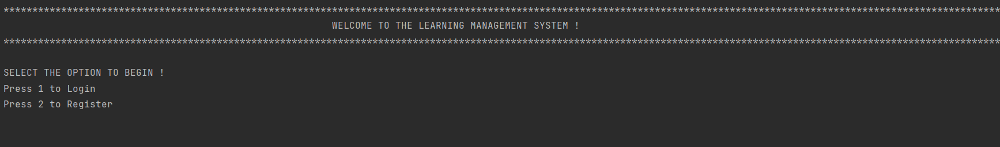 *****************************************************************************************************************************************************************************
WELCOME TO THE LEARNING MANAGEMENT SYSTEM !
*****************************************************************************************************************************************************************************
SELECT THE OPTION TO BEGIN !
Press 1 to Login
Press 2 to Register